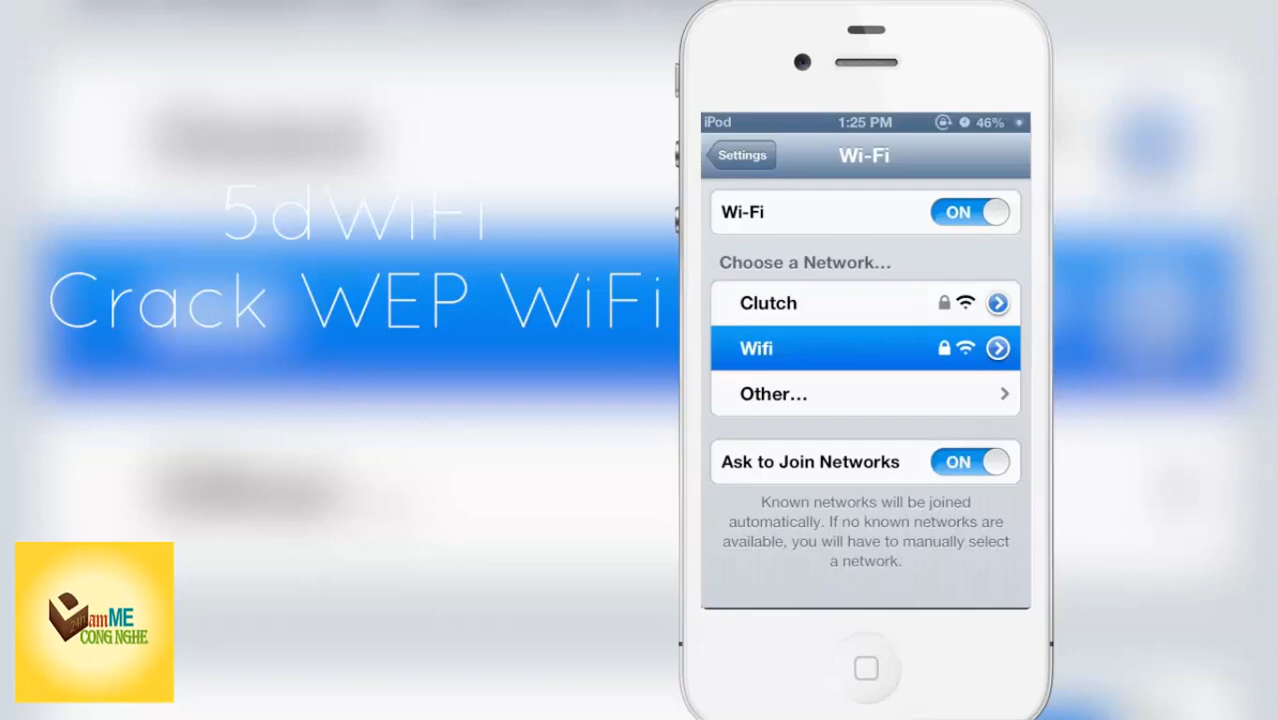 5dWiFi
Crack WEP WiFi
iPod 1:25 PM 46%
Settings Wi-Fi
Wi-Fi ON
Choose a Network...
Clutch
Wifi
Other...
Ask to Join Networks ON
Known networks will be joined
automatically. If no known networks are
available, you will have to manually select
a network.
amME
CONG NGHE